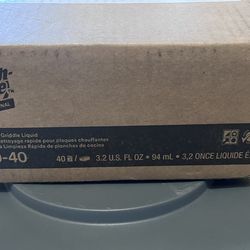 Griddle Liquid
nettoyage rapide pour plaques chauffantes
Limpieza Rápida de planchas de cocina
-40 40 3.2 U.S. FL OZ • 94 mL • 3,2 ONCE LIQUIDE